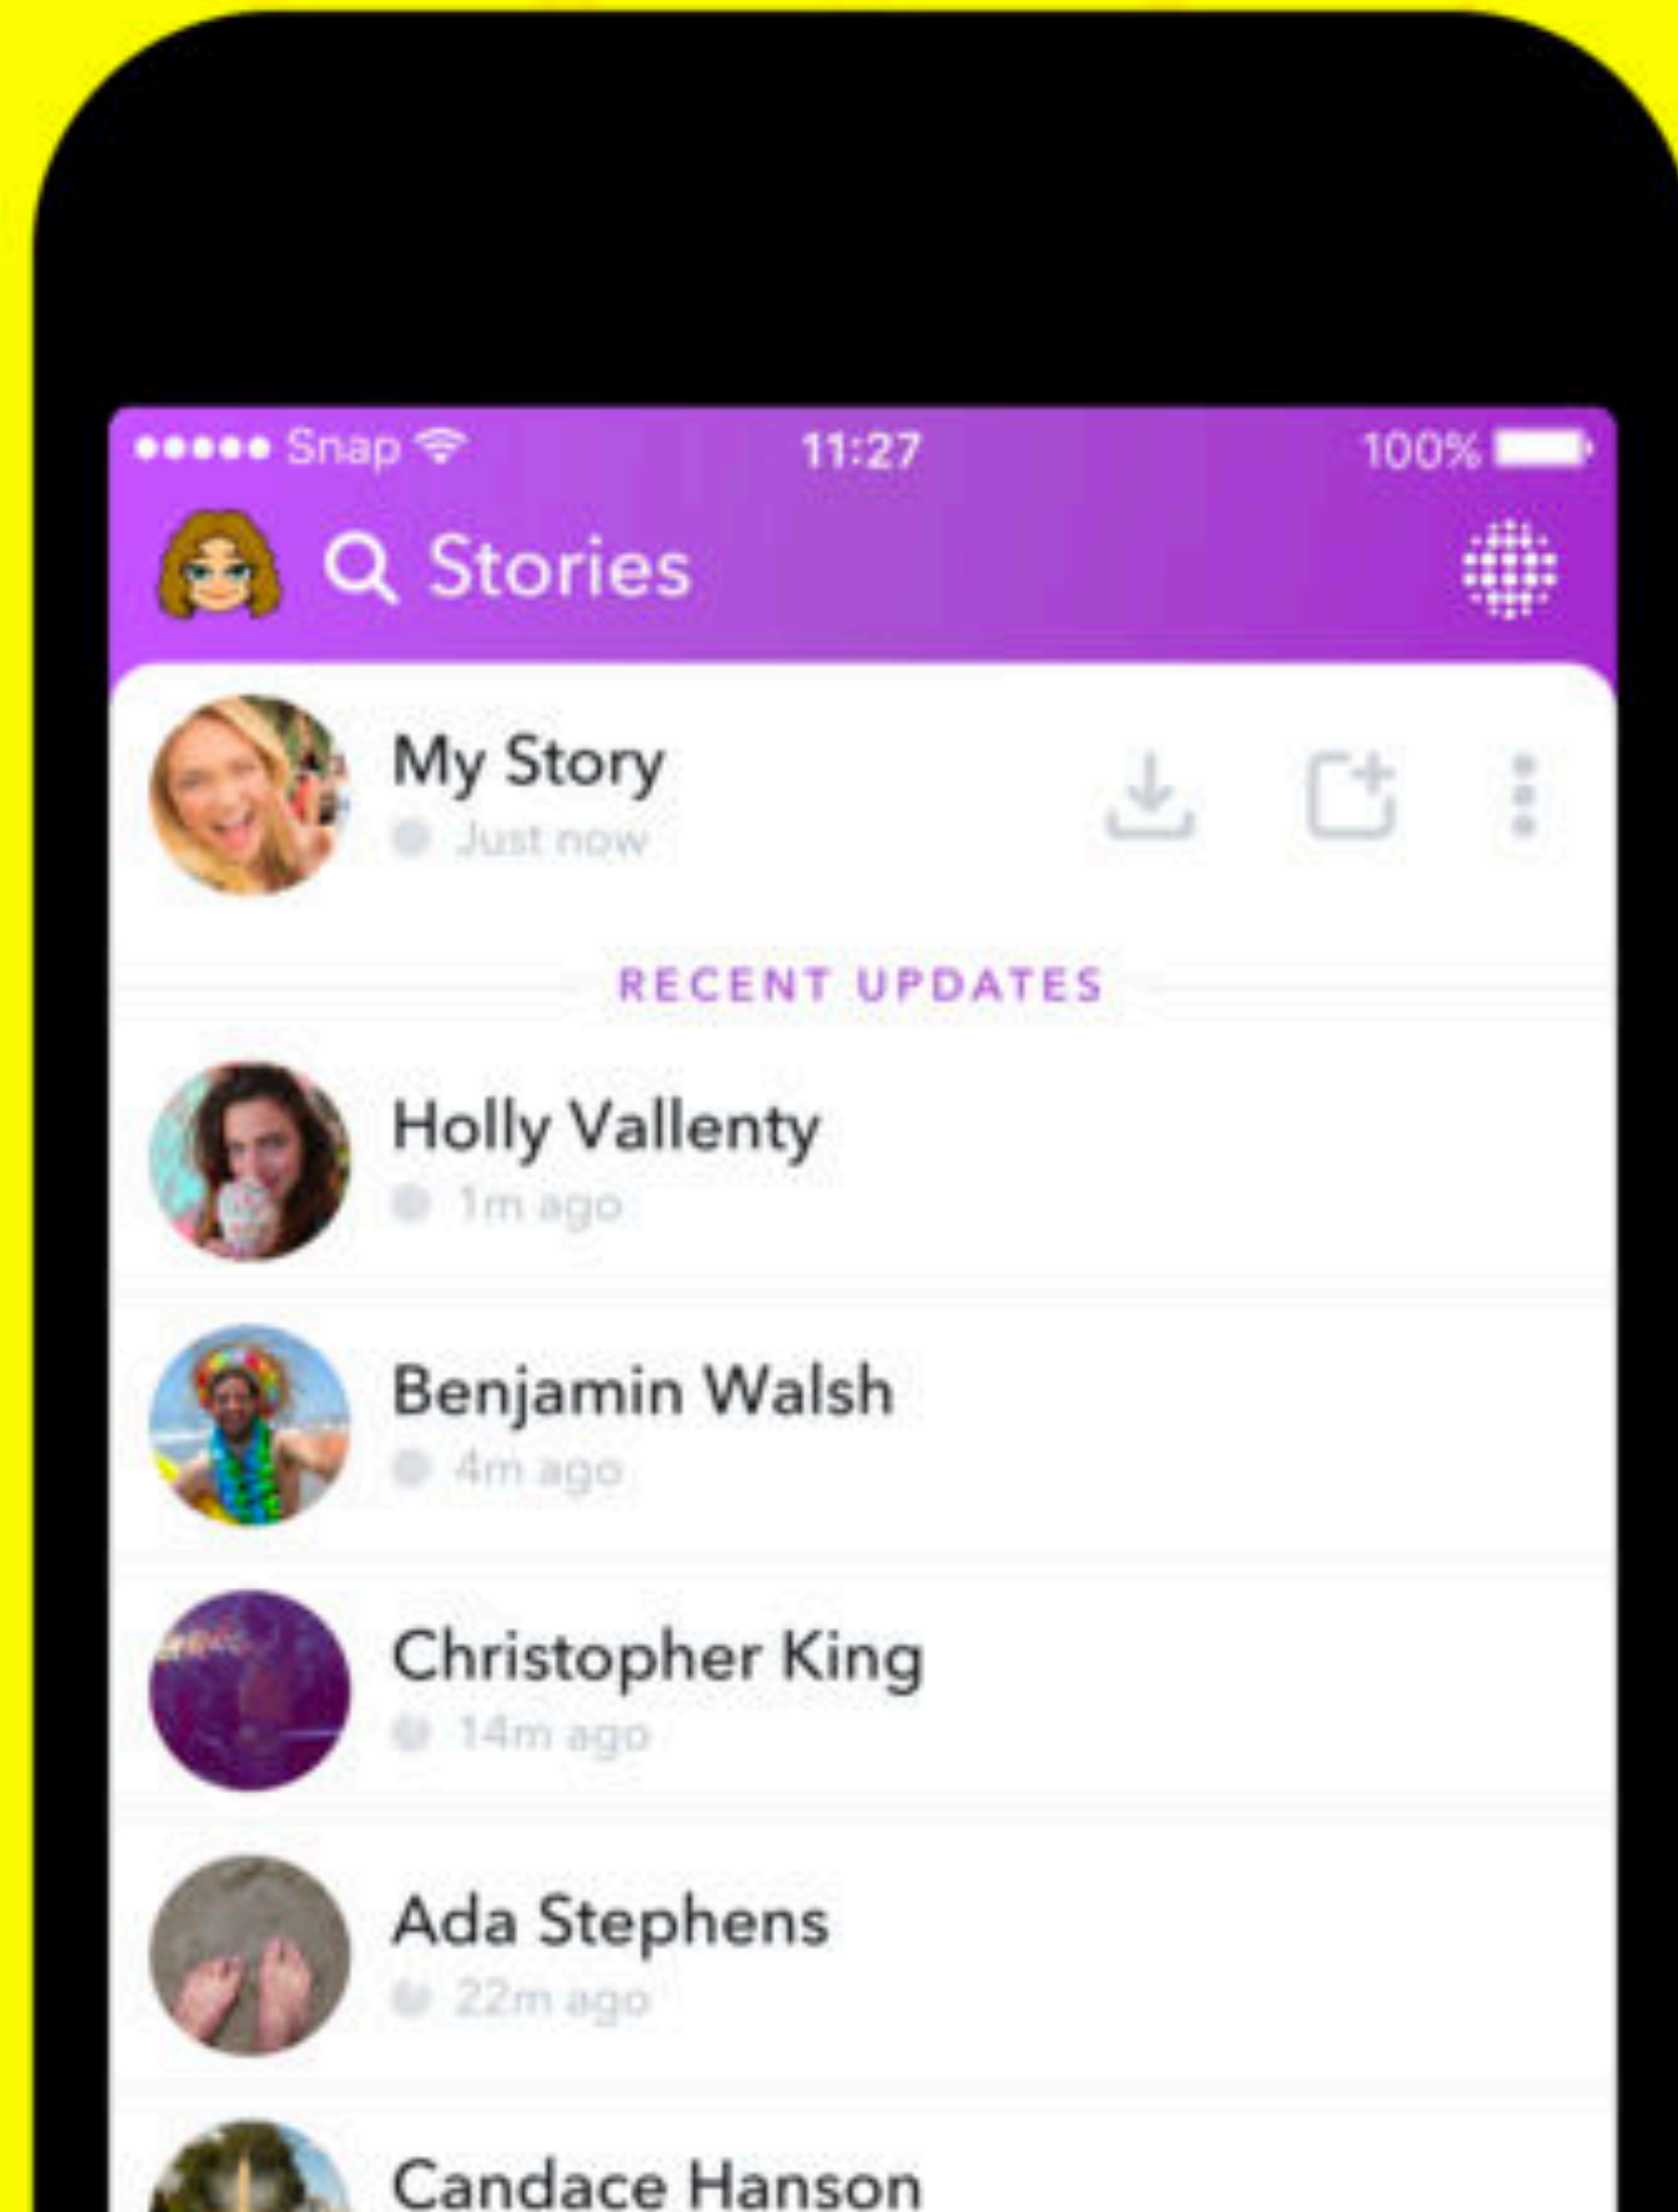 Snap 11:27 100%
Stories
My Story
Just now
RECENT UPDATES
Holly Vallenty
1m ago
Benjamin Walsh
4m ago
Christopher King
14m ago
Ada Stephens
22m ago
Candace Hanson